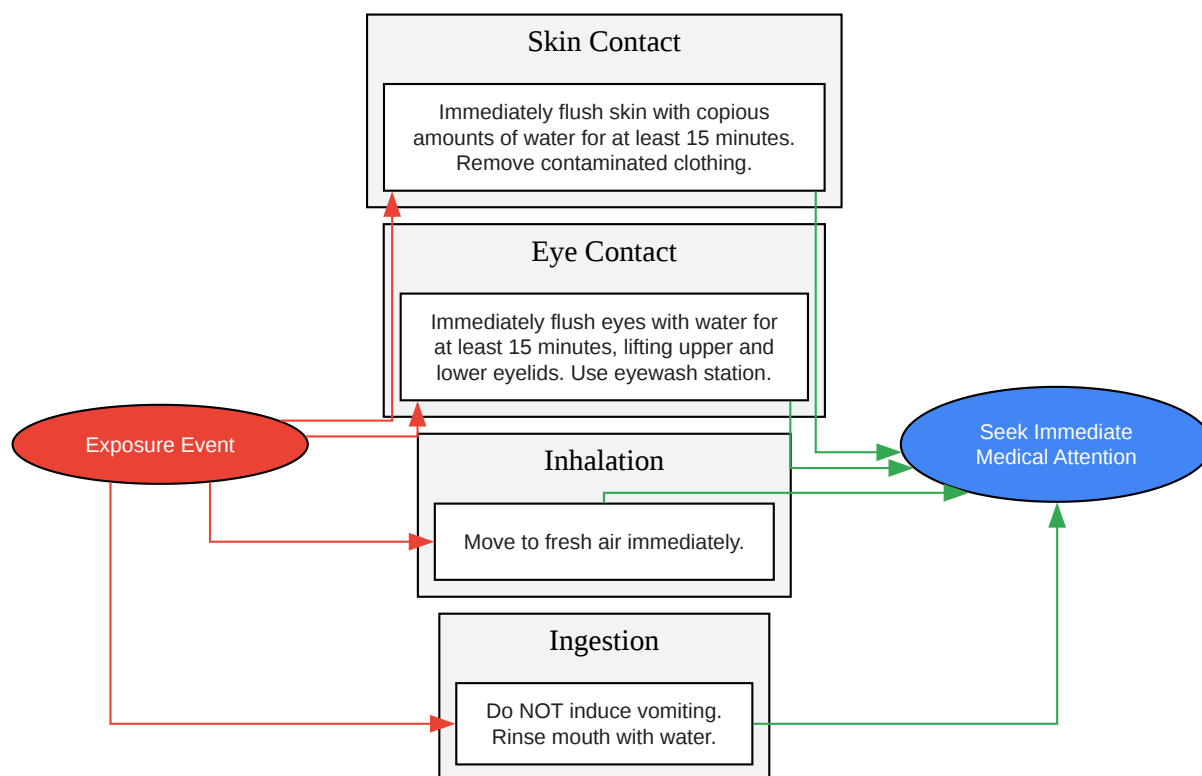 Skin Contact
Immediately flush skin with copious
amounts of water for at least 15 minutes.
Remove contaminated clothing.
Eye Contact
Immediately flush eyes with water for
at least 15 minutes, lifting upper and
lower eyelids. Use eyewash station.
Exposure Event
Seek Immediate
Medical Attention
Inhalation
Move to fresh air immediately.
Ingestion
Do NOT induce vomiting.
Rinse mouth with water.